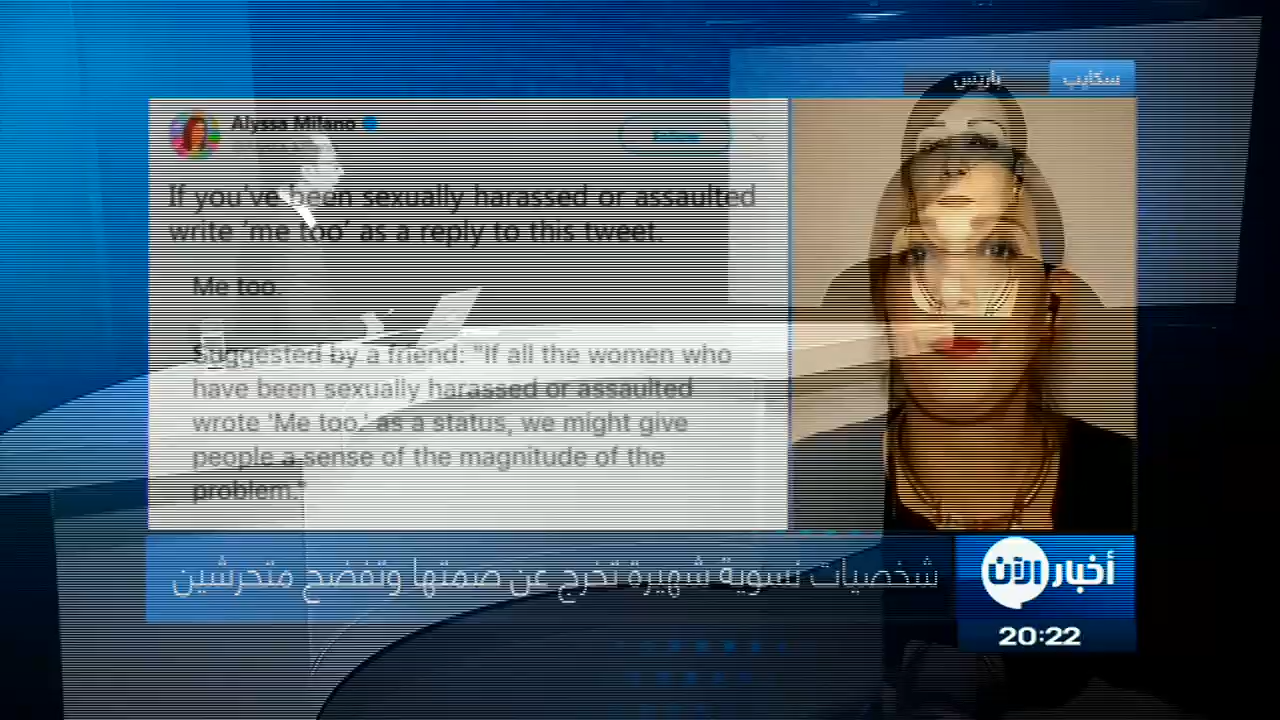 سكايب
باريس
Alyssa Milano
Follow
If you've been sexually harassed or assaulted
write 'me too' as a reply to this tweet.
Me too.
Suggested by a friend: "If all the women who
have been sexually harassed or assaulted
wrote 'Me too.' as a status, we might give
people a sense of the magnitude of the
problem."
شخصيات نسوية شهيرة تخرج عن صمتها وتفضح متحرشين
أخبار الآن
20:22